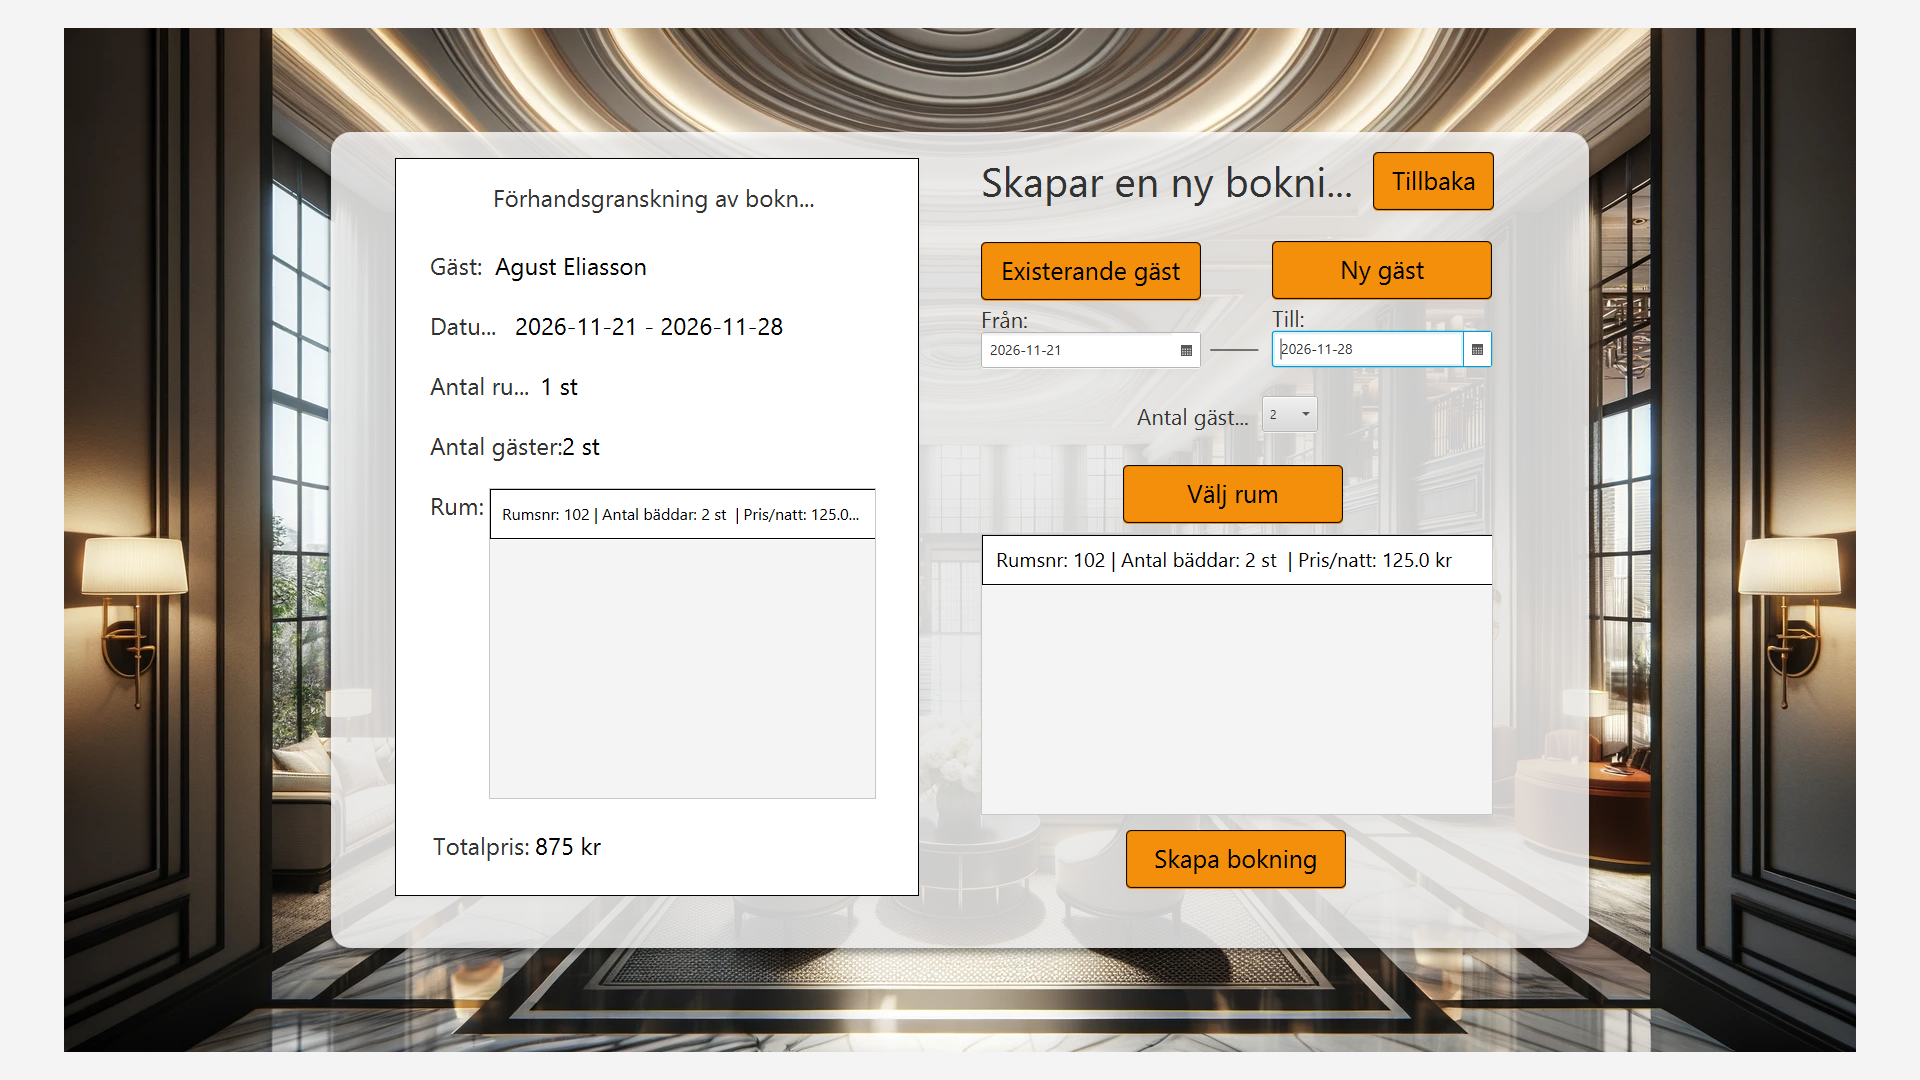 Förhandsgranskning av bokn...
Gäst: Agust Eliasson
Datu... 2026-11-21 - 2026-11-28
Antal ru... 1 st
Antal gäster:2 st
Rum: Rumsnr: 102 | Antal bäddar: 2 st | Pris/natt: 125.0...
Totalpris: 875 kr
Skapar en ny bokni... Tillbaka
Existerande gäst Ny gäst
Från: Till:
2026-11-21 2026-11-28
Antal gäst... 2
Välj rum
Rumsnr: 102 | Antal bäddar: 2 st | Pris/natt: 125.0 kr
Skapa bokning